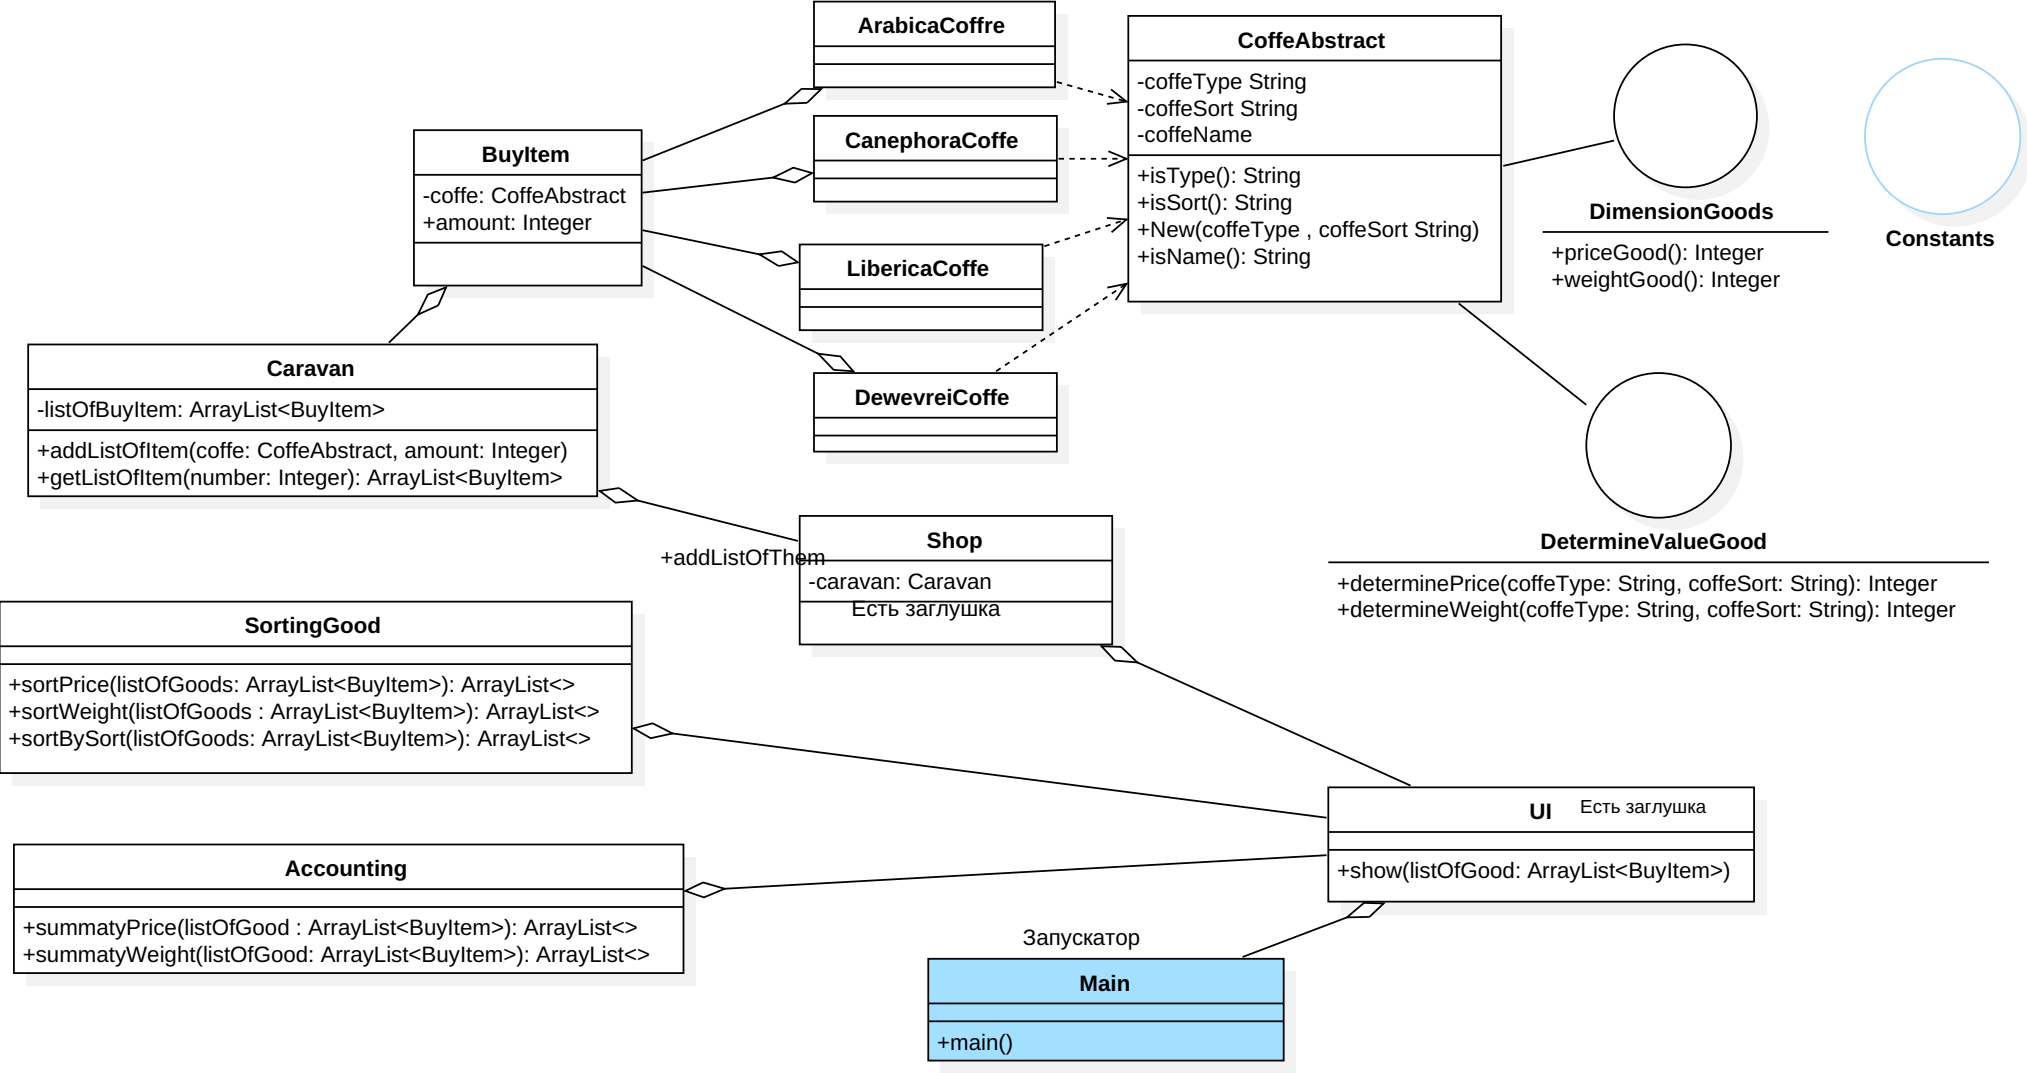 ArabicaCoffre
CanephoraCoffe
LibericaCoffe
DewevreiCoffe
CoffeAbstract
-coffeType String
-coffeSort String
-coffeName
+isType(): String
+isSort(): String
+New(coffeType , coffeSort String)
+isName(): String
DimensionGoods
+priceGood(): Integer
+weightGood(): Integer
Constants
BuyItem
-coffe: CoffeAbstract
+amount: Integer
Caravan
-listOfBuyItem: ArrayList<BuyItem>
+addListOfItem(coffe: CoffeAbstract, amount: Integer)
+getListOfItem(number: Integer): ArrayList<BuyItem>
+addListOfThem
Shop
-caravan: Caravan
Есть заглушка
DetermineValueGood
+determinePrice(coffeType: String, coffeSort: String): Integer
+determineWeight(coffeType: String, coffeSort: String): Integer
SortingGood
+sortPrice(listOfGoods: ArrayList<BuyItem>): ArrayList<>
+sortWeight(listOfGoods : ArrayList<BuyItem>): ArrayList<>
+sortBySort(listOfGoods: ArrayList<BuyItem>): ArrayList<>
UI Есть заглушка
+show(listOfGood: ArrayList<BuyItem>)
Accounting
+summatyPrice(listOfGood : ArrayList<BuyItem>): ArrayList<>
+summatyWeight(listOfGood: ArrayList<BuyItem>): ArrayList<>
Запускатор
Main
+main()